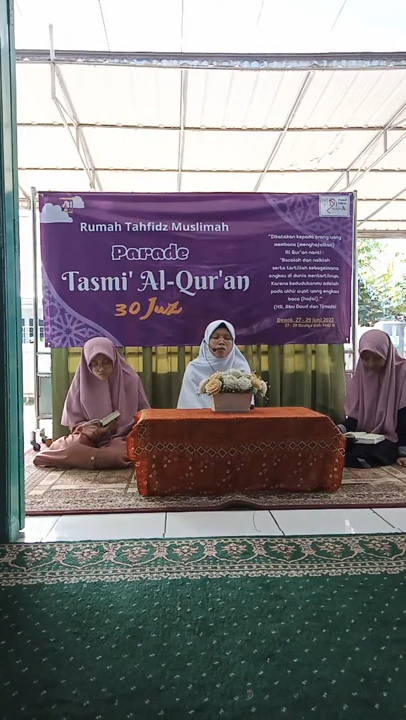 Rumah Tahfidz Muslimah
Parade
Tasmi' Al-Qur'an
30 Juz
"Dikatakan kepada orang yang
membaca (menghafalkan)
Al Qur'an nanti :
"Bacalah dan naiklah
serta tartillah sebagaimana
engkau di dunia mentartilnya.
Karena kedudukanmu adalah
pada akhir ayat yang engkau
baca (hafal)."
(HR. Abu Daud dan Tirmidzi)
Depok, 27 - 29 Juni 2022